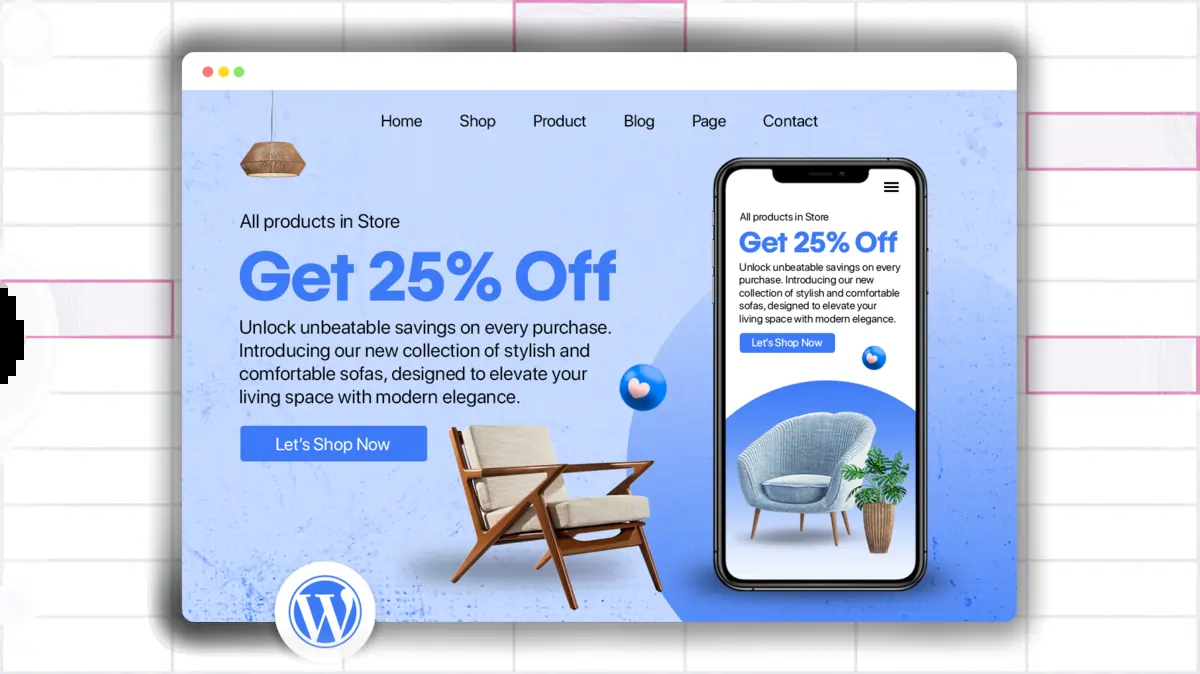 Home Shop Product Blog Page Contact
All products in Store
Get 25% Off
Unlock unbeatable savings on every purchase.
Introducing our new collection of stylish and
comfortable sofas, designed to elevate your
living space with modern elegance.
Let's Shop Now
All products in Store
Get 25% Off
Unlock unbeatable savings on every
purchase. Introducing our new
collection of stylish and comfortable
sofas, designed to elevate your
living space with modern elegance.
Let's Shop Now
W